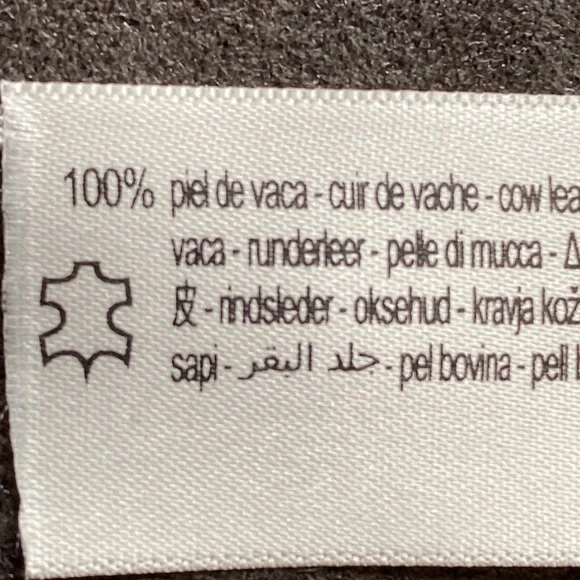 100% piel de vaca - cuir de vache - cow lea
vaca - runderleer - pelle di mucca - Δ
皮 - rindsleder - oksehud - kravja kož
sapi - جلد البقر - pel bovina - pell b